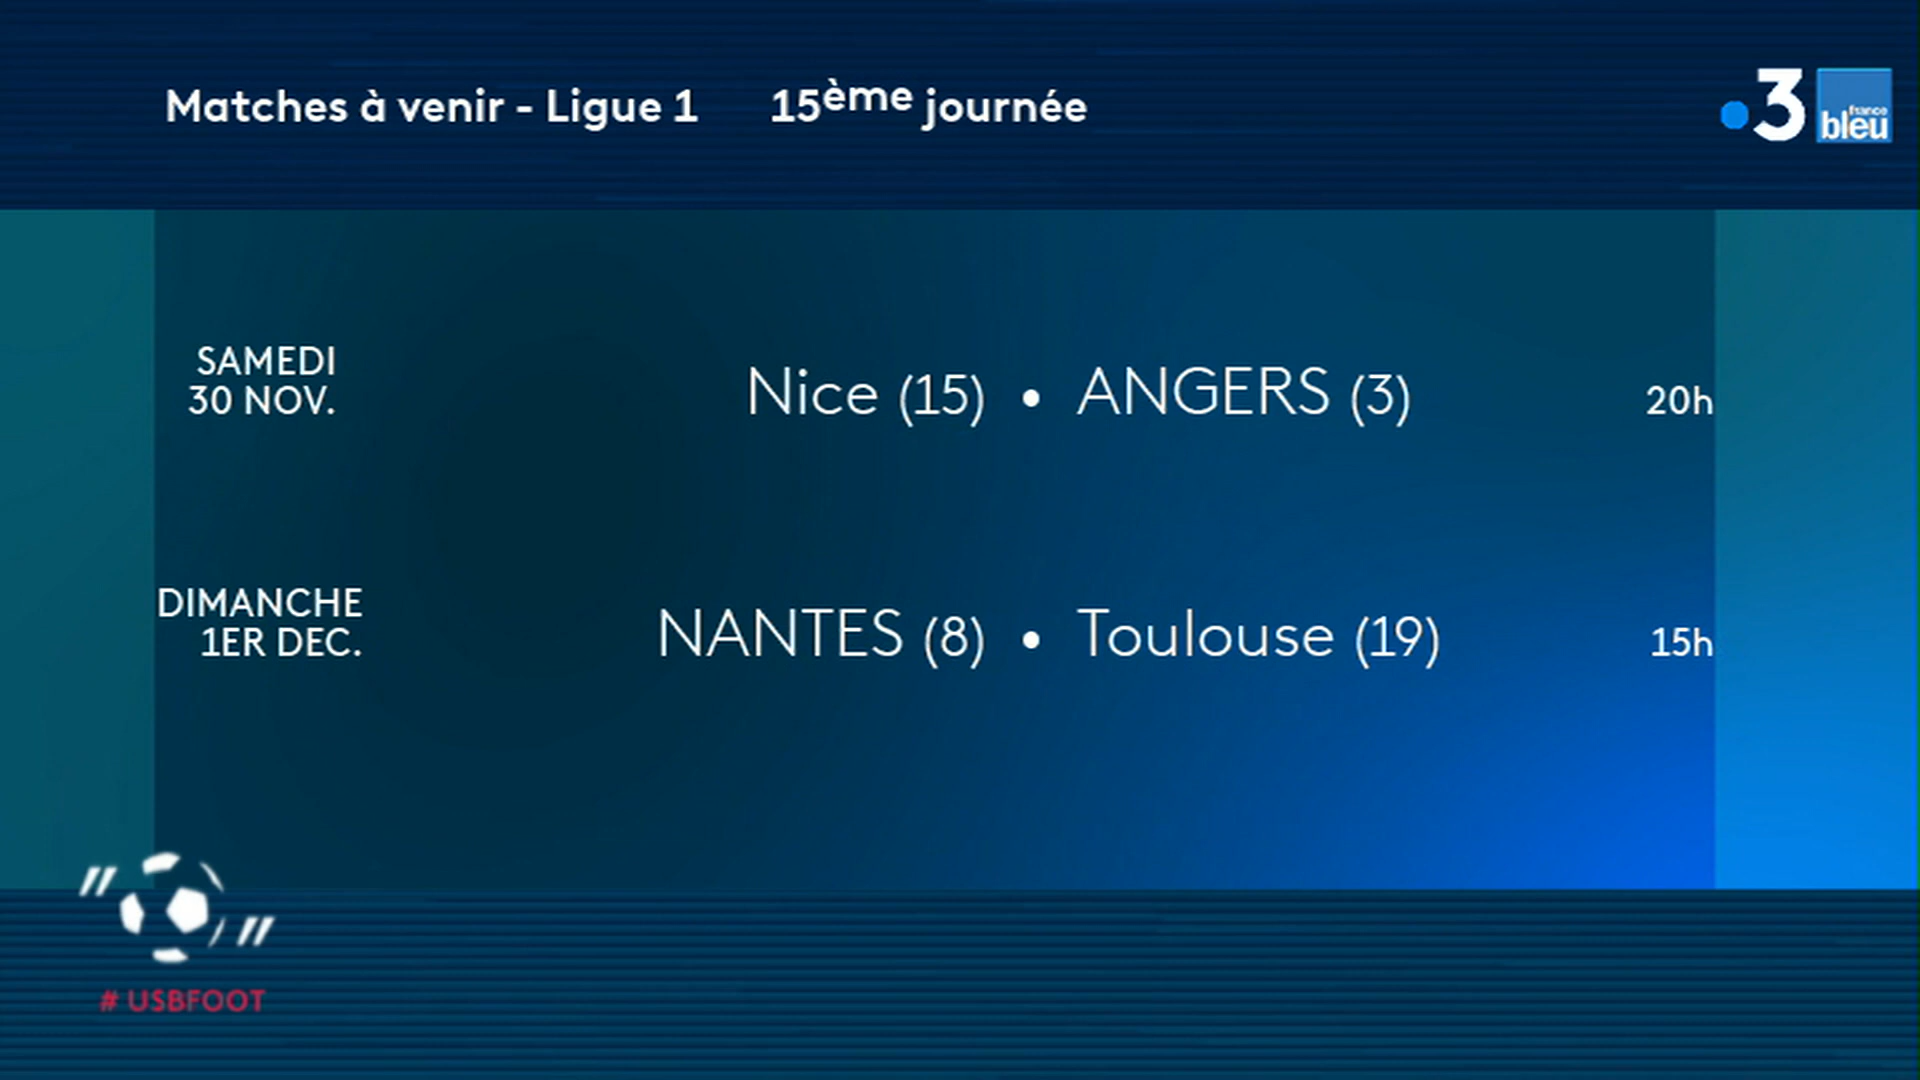 Matches à venir - Ligue 1 15ème journée
3
france
bleu
SAMEDI
30 NOV.
Nice (15) • ANGERS (3)
20h
DIMANCHE
1ER DEC.
NANTES (8) • Toulouse (19)
15h
# USBFOOT